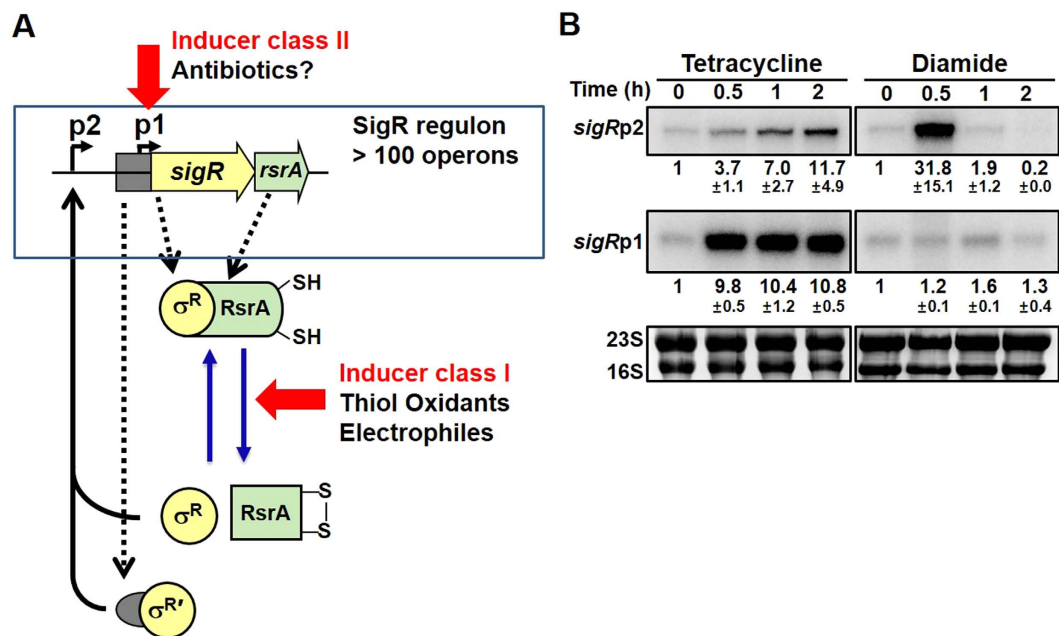 A
Inducer class II
Antibiotics?
p2
p1
SigR regulon
> 100 operons
sigR
rsrA
σR
RsrA
SH
SH
Inducer class I
Thiol Oxidants
Electrophiles
σR
RsrA
S
S
σR′
B
Tetracycline
Diamide
Time (h) 0 0.5 1 2 0 0.5 1 2
sigRp2
1 3.7 7.0 11.7 1 31.8 1.9 0.2
±1.1 ±2.7 ±4.9 ±15.1 ±1.2 ±0.0
sigRp1
1 9.8 10.4 10.8 1 1.2 1.6 1.3
±0.5 ±1.2 ±0.5 ±0.1 ±0.1 ±0.4
23S
16S